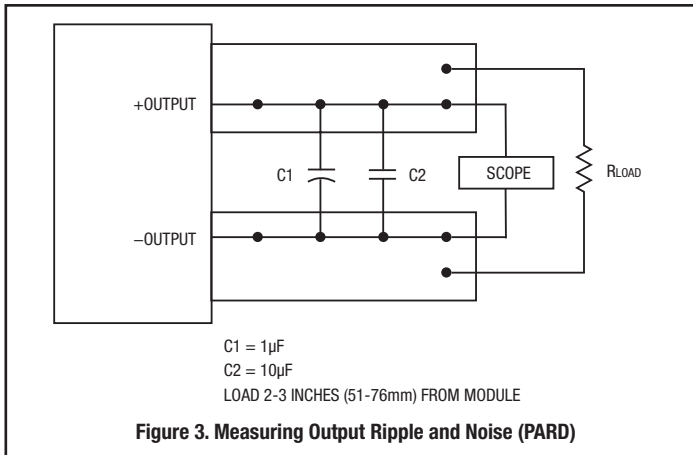 +OUTPUT
C1
C2
SCOPE
RLOAD
−OUTPUT
C1 = 1µF
C2 = 10µF
LOAD 2-3 INCHES (51-76mm) FROM MODULE
Figure 3. Measuring Output Ripple and Noise (PARD)